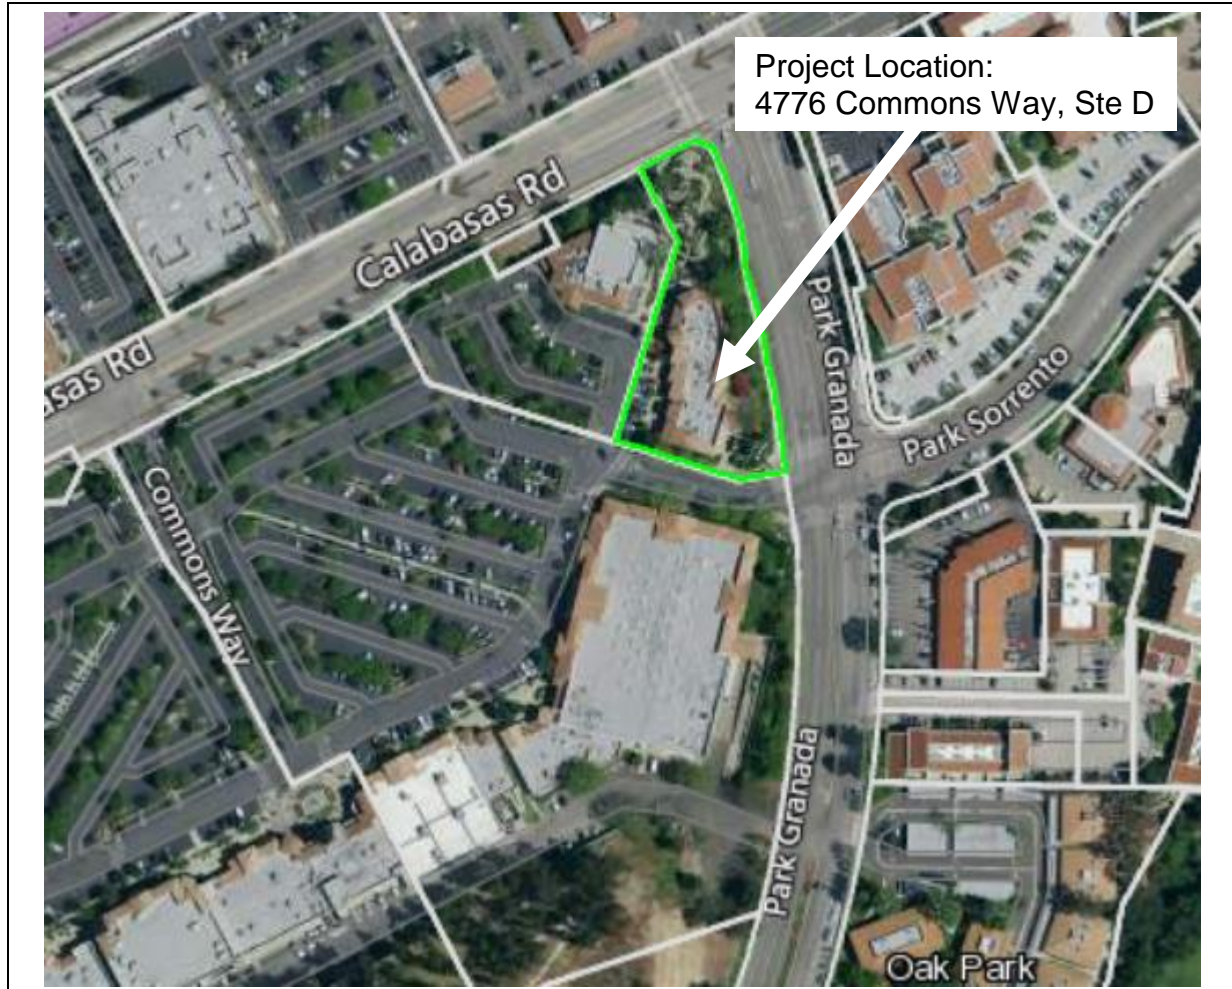 Project Location:
4776 Commons Way, Ste D
Calabasas Rd
asas Rd
Park Granada
Park Sorrento
Commons Way
Park Granada
Oak Park